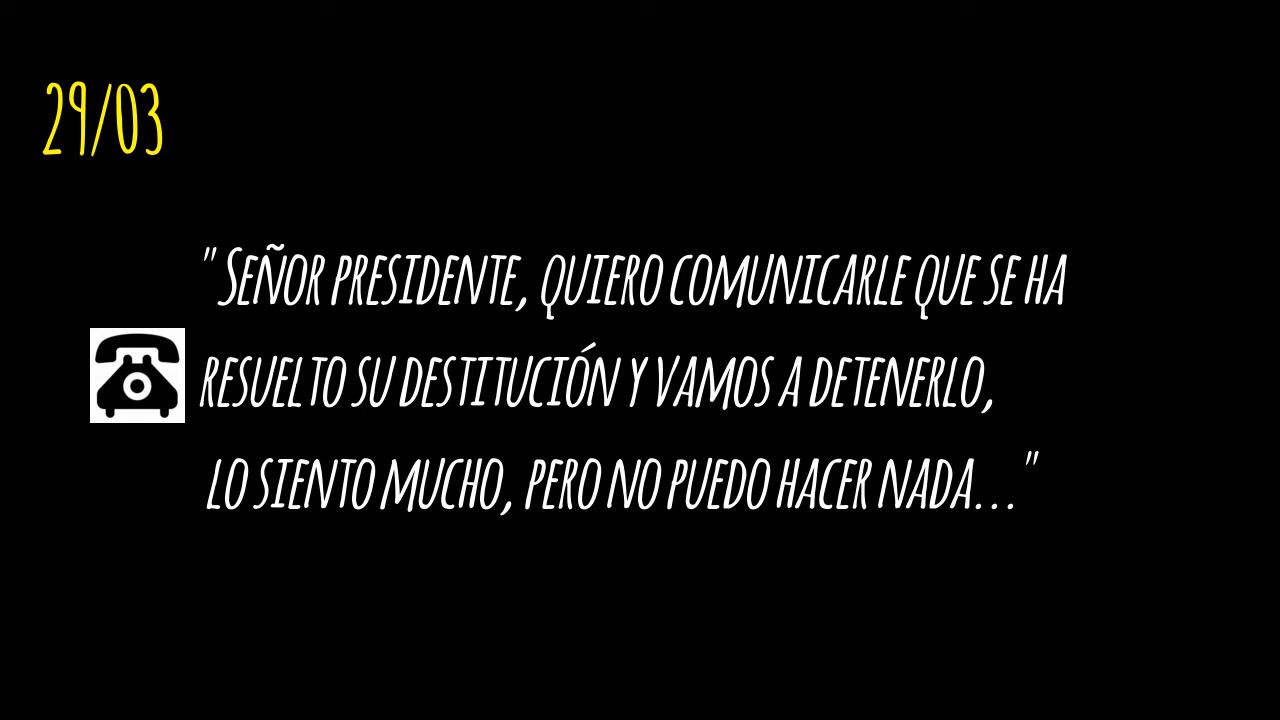 29/03
"Señor presidente, quiero comunicarle que se ha
resuelto su destitución y vamos a detenerlo,
lo siento mucho, pero no puedo hacer nada..."